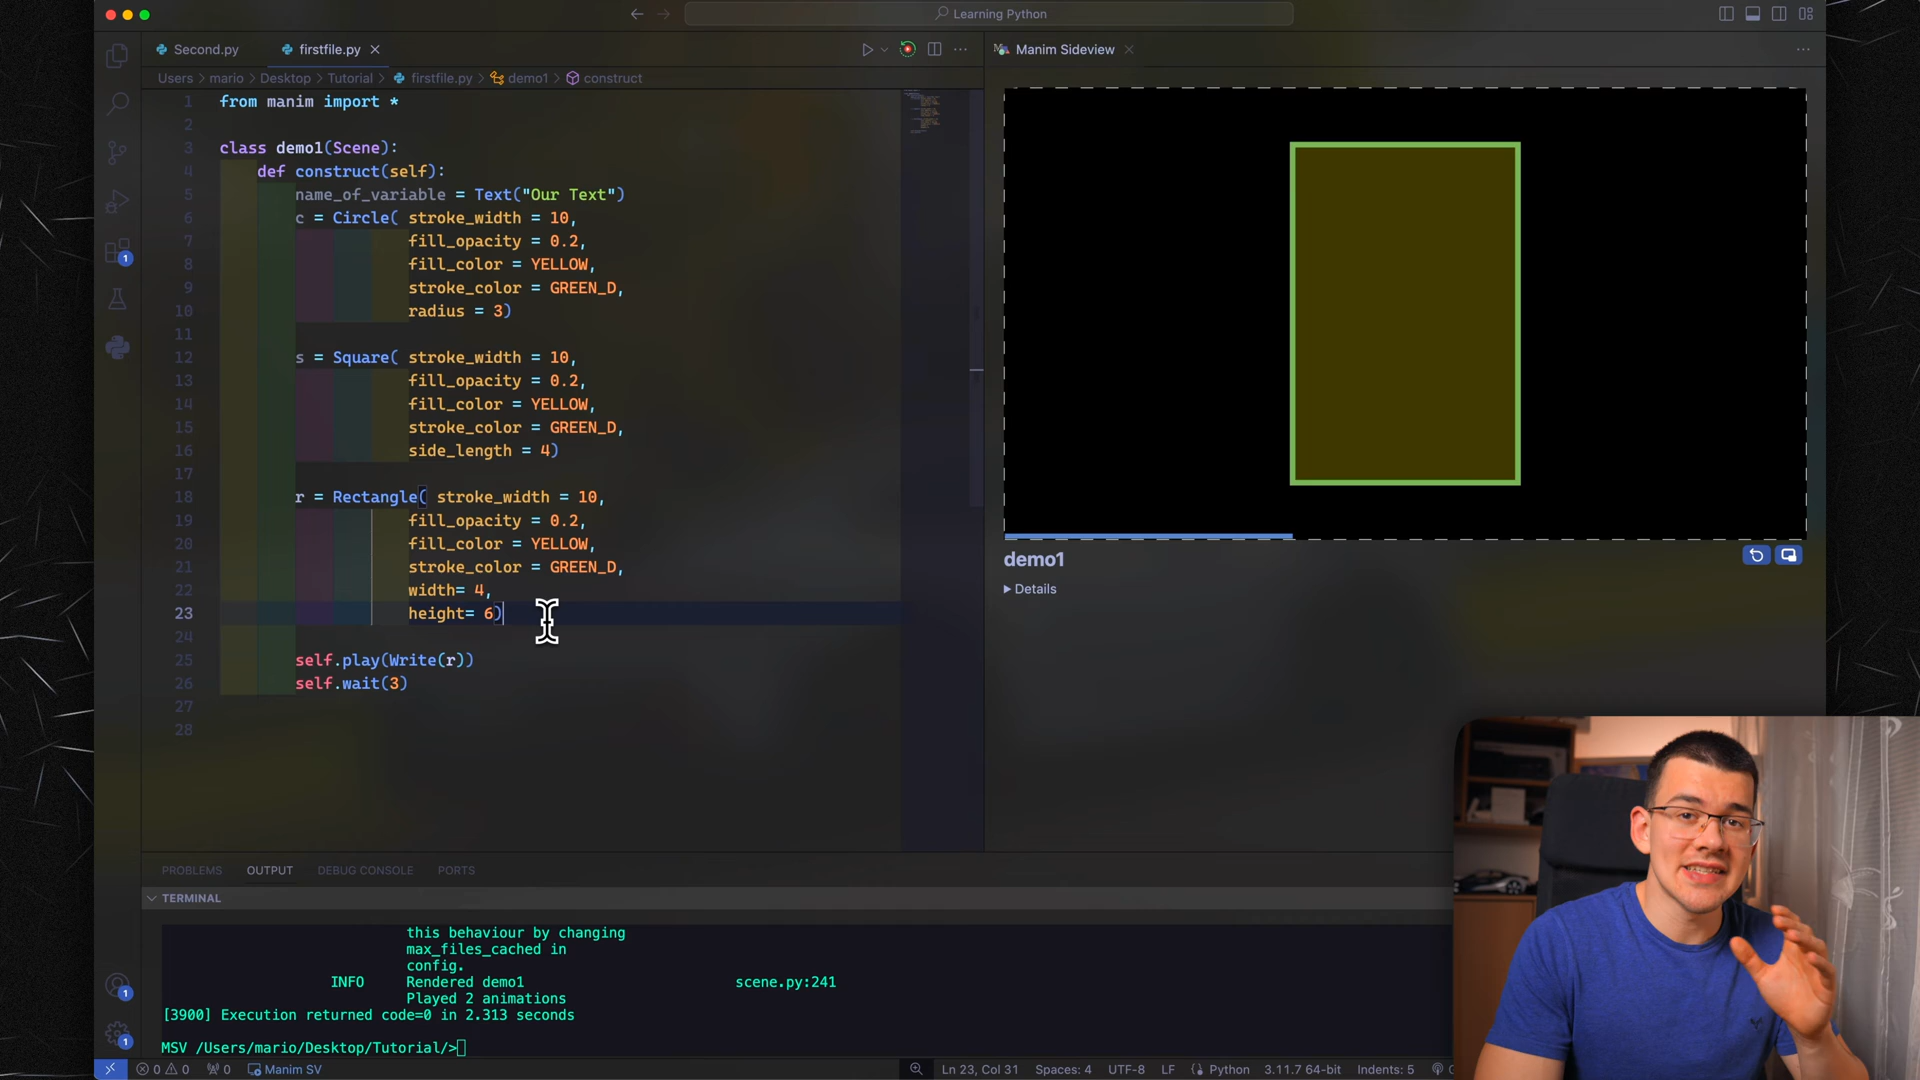 Learning Python
Second.py
firstfile.py
Manim Sideview
Users > mario > Desktop > Tutorial > firstfile.py > demo1 > construct
1 from manim import *
2
3 class demo1(Scene):
4 def construct(self):
5 name_of_variable = Text("Our Text")
6 c = Circle( stroke_width = 10,
7 fill_opacity = 0.2,
8 fill_color = YELLOW,
9 stroke_color = GREEN_D,
10 radius = 3)
11
12 s = Square( stroke_width = 10,
13 fill_opacity = 0.2,
14 fill_color = YELLOW,
15 stroke_color = GREEN_D,
16 side_length = 4)
17
18 r = Rectangle( stroke_width = 10,
19 fill_opacity = 0.2,
20 fill_color = YELLOW,
21 stroke_color = GREEN_D,
22 width= 4,
23 height= 6)
24
25 self.play(Write(r))
26 self.wait(3)
27
28
demo1
Details
1
1
1
PROBLEMS OUTPUT DEBUG CONSOLE PORTS
TERMINAL
this behaviour by changing
max_files_cached in
config.
INFO Rendered demo1 scene.py:241
Played 2 animations
[3900] Execution returned code=0 in 2.313 seconds
MSV /Users/mario/Desktop/Tutorial/>
0 0 0 Manim SV Ln 23, Col 31 Spaces: 4 UTF-8 LF Python 3.11.7 64-bit Indents: 5